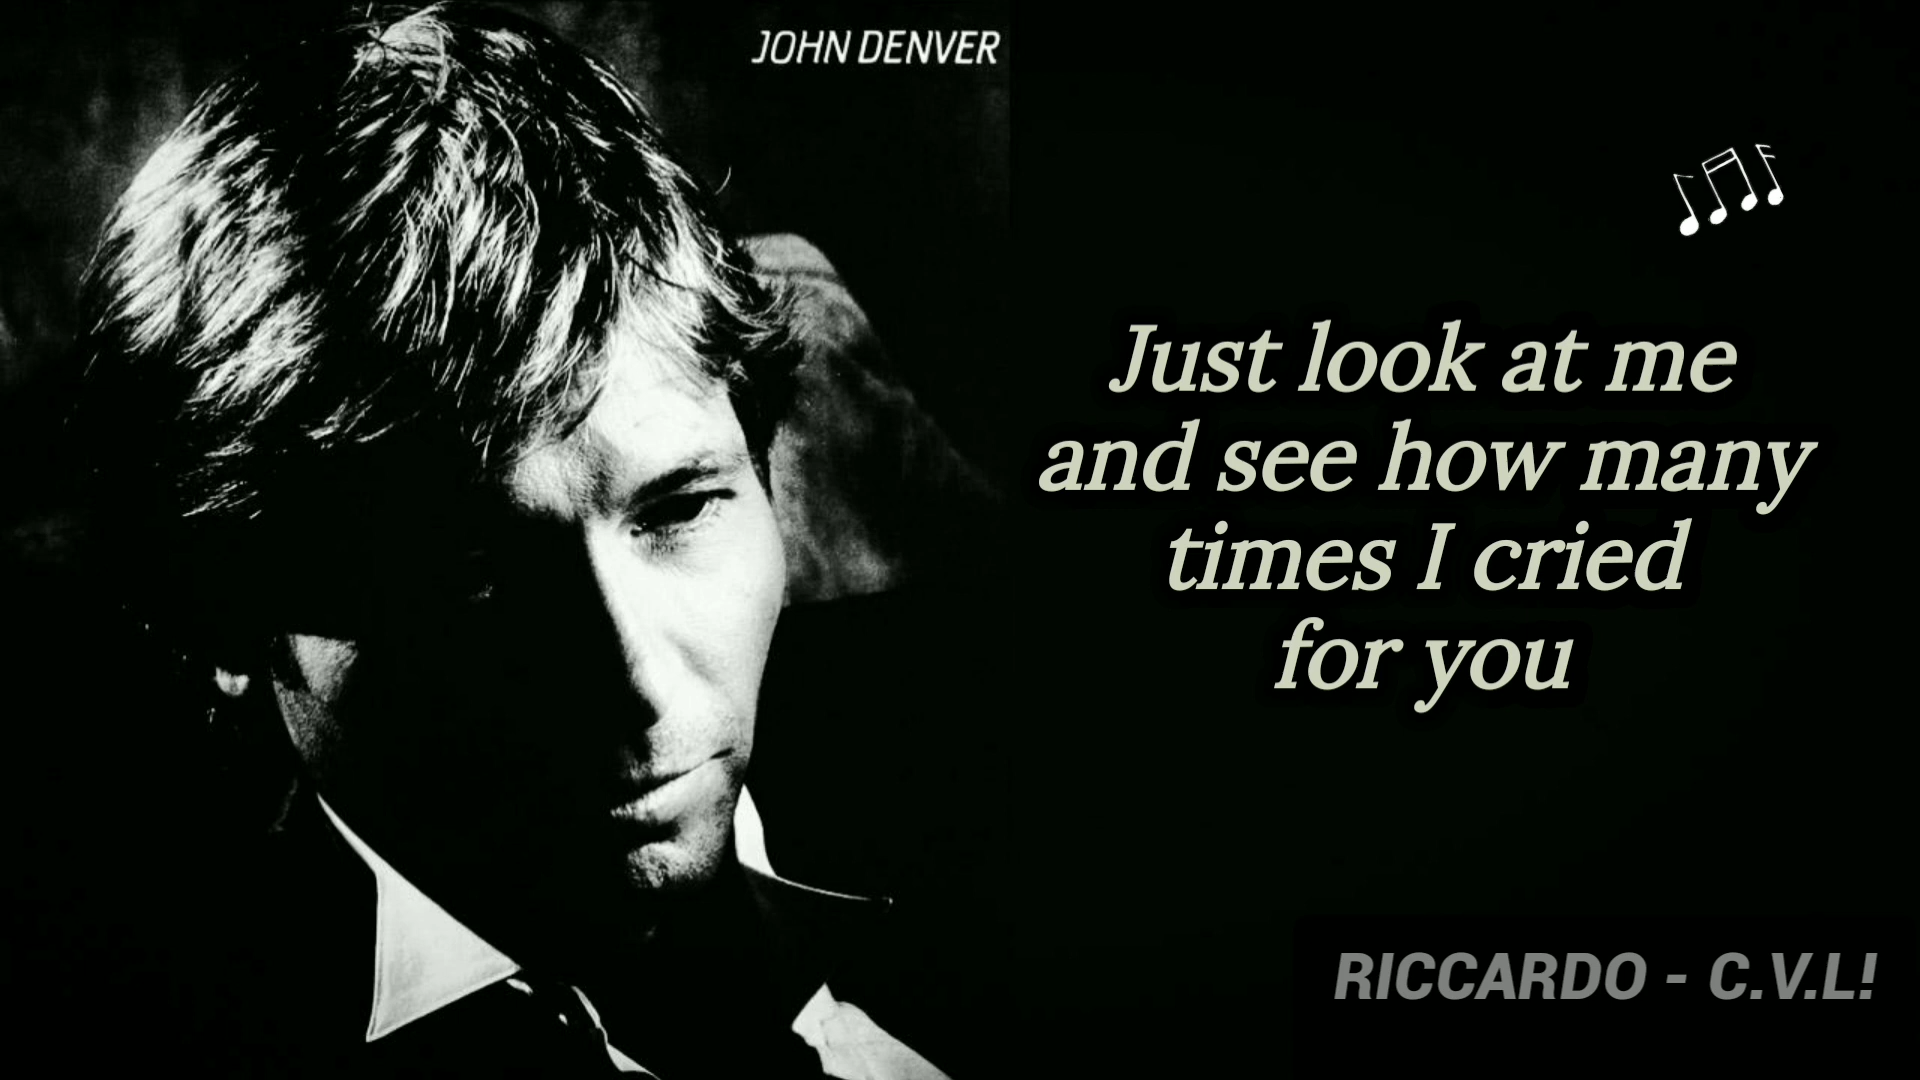 JOHN DENVER
Just look at me
and see how many
times I cried
for you
RICCARDO - C.V.L!